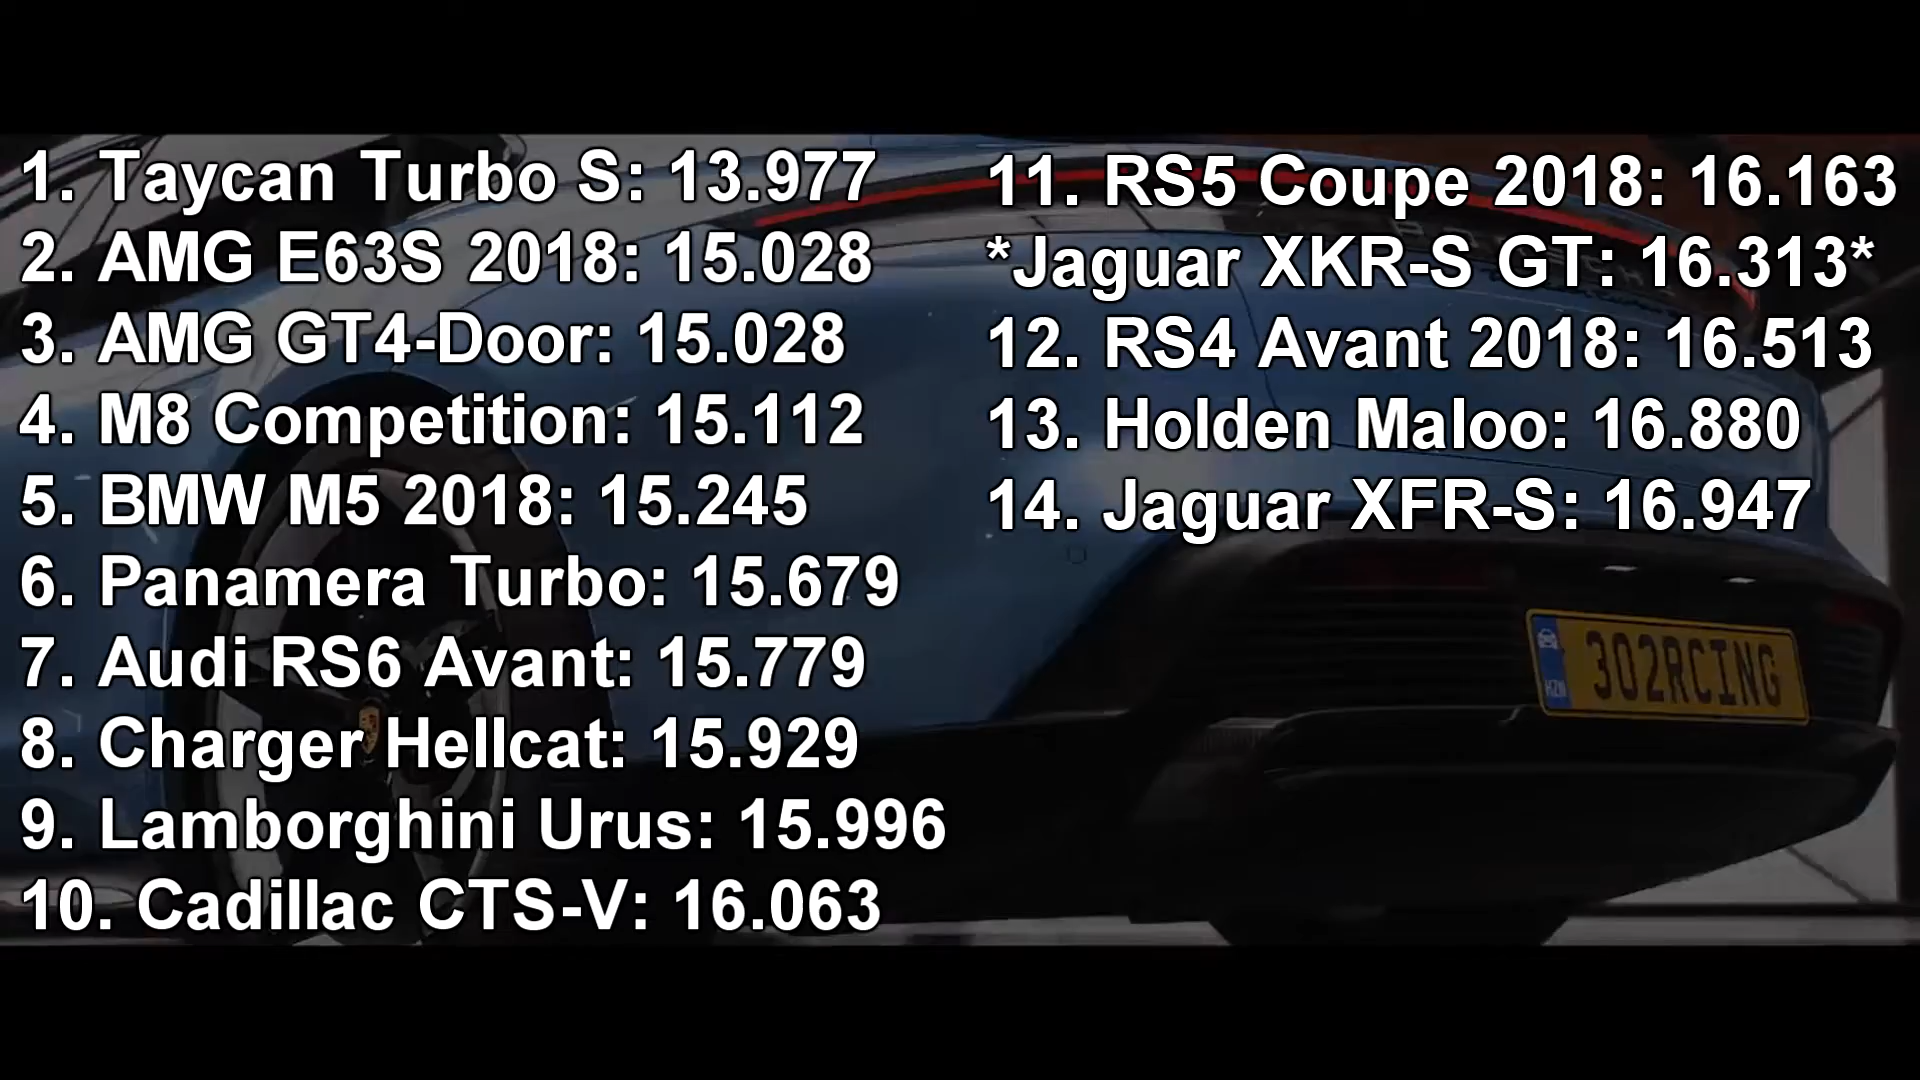 1. Taycan Turbo S: 13.977
2. AMG E63S 2018: 15.028
3. AMG GT4-Door: 15.028
4. M8 Competition: 15.112
5. BMW M5 2018: 15.245
6. Panamera Turbo: 15.679
7. Audi RS6 Avant: 15.779
8. Charger Hellcat: 15.929
9. Lamborghini Urus: 15.996
10. Cadillac CTS-V: 16.063
11. RS5 Coupe 2018: 16.163
*Jaguar XKR-S GT: 16.313*
12. RS4 Avant 2018: 16.513
13. Holden Maloo: 16.880
14. Jaguar XFR-S: 16.947
HZN 302RCING